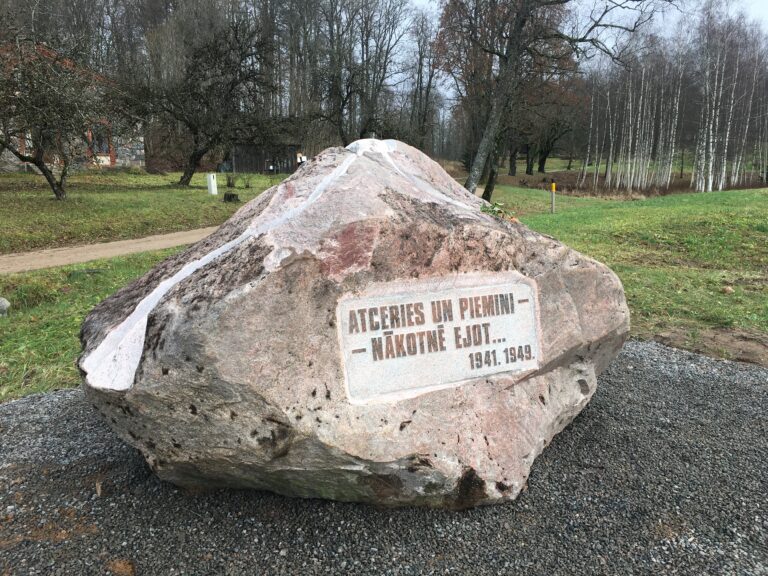 ATCERIES UN PIEMINI –
– NĀKOTNĒ EJOT...
1941. 1949.